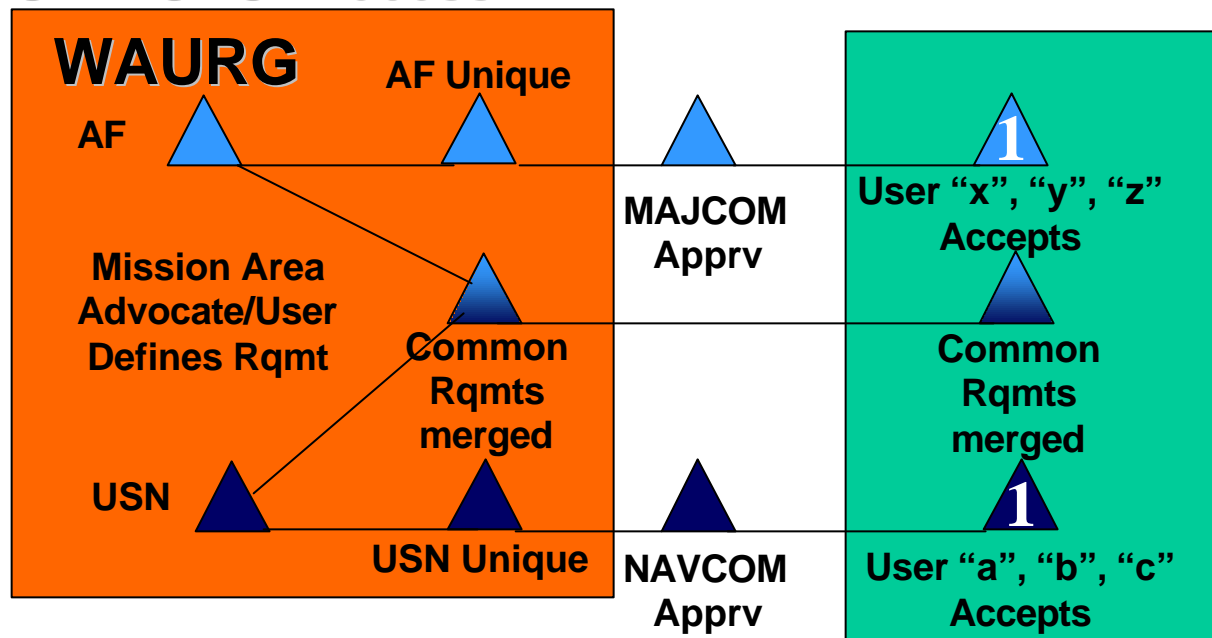 WAURG
AF Unique
AF
1
MAJCOM
Apprv
User “x”, “y”, “z”
Accepts
Mission Area
Advocate/User
Defines Rqmt
Common
Rqmts
merged
Common
Rqmts
merged
USN
1
USN Unique
NAVCOM
Apprv
User “a”, “b”, “c”
Accepts